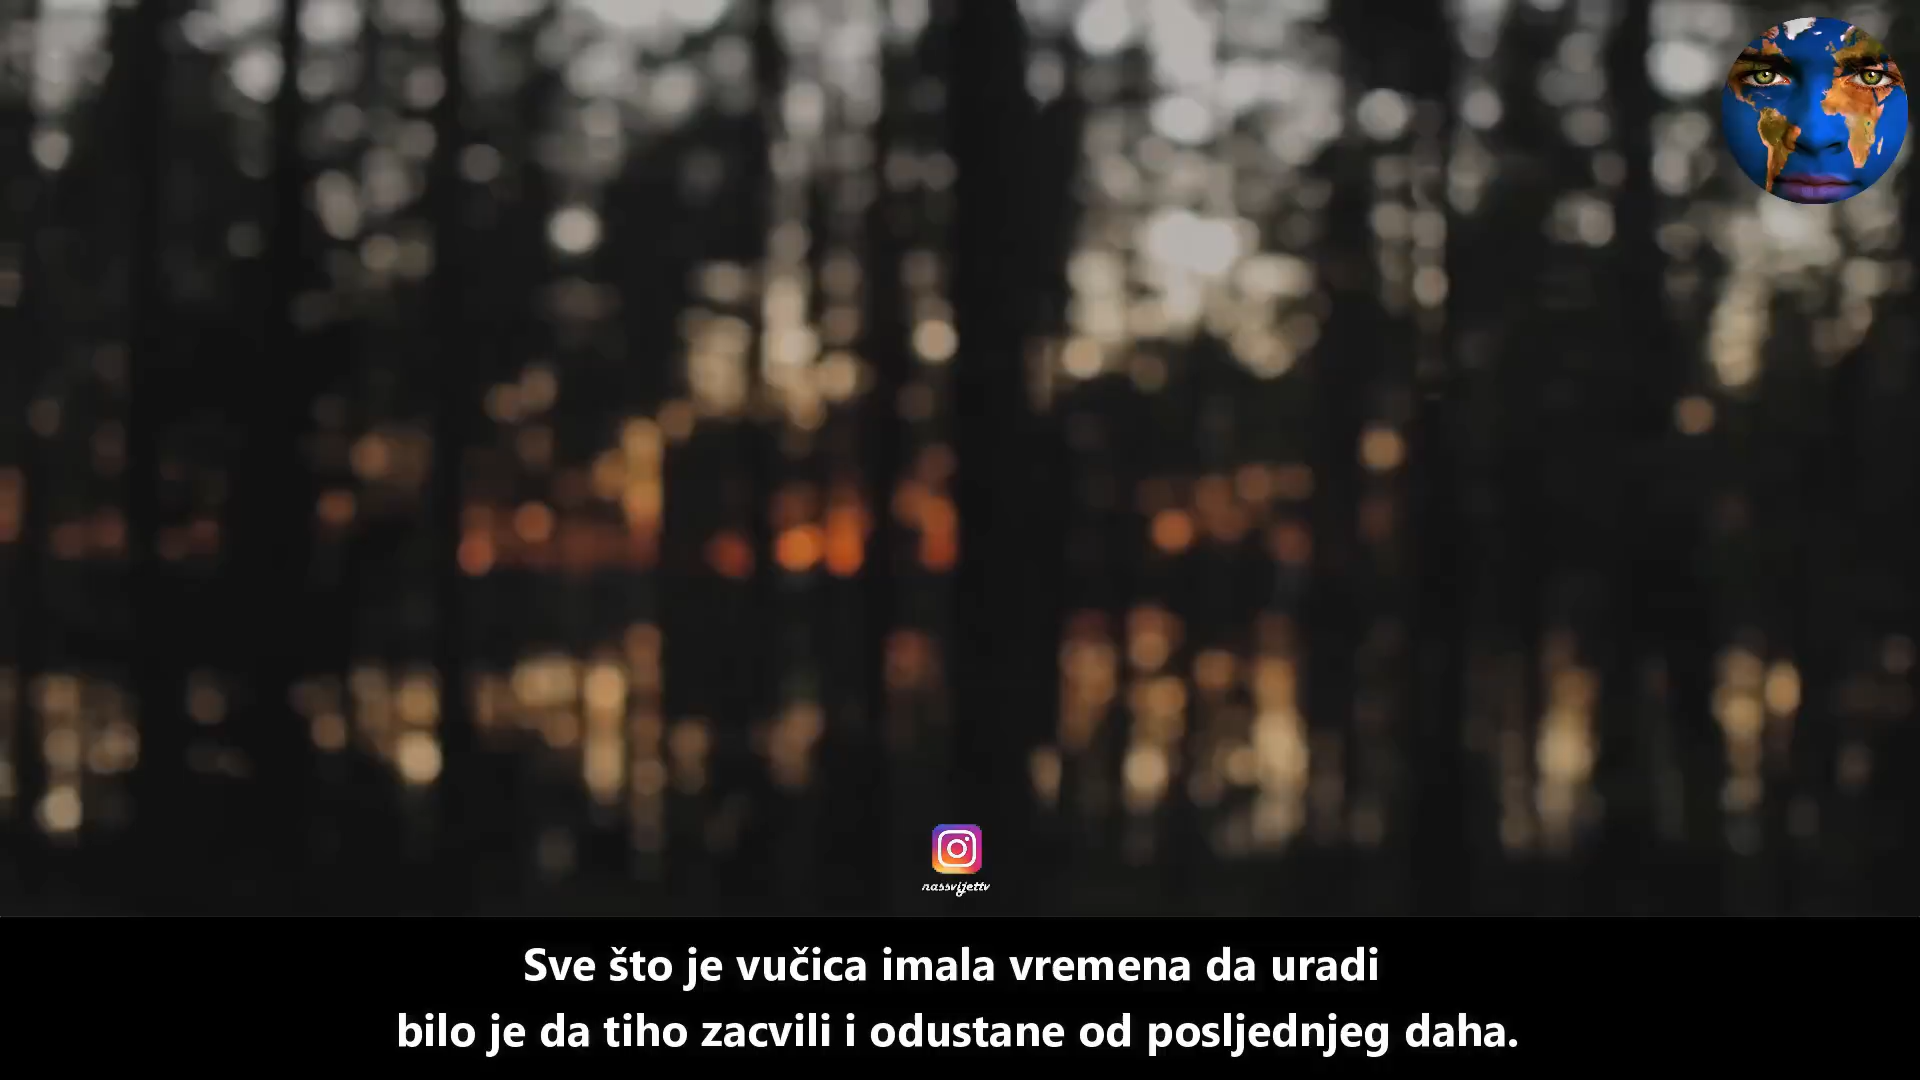 nassvijettv
Sve što je vučica imala vremena da uradi
bilo je da tiho zacvili i odustane od posljednjeg daha.